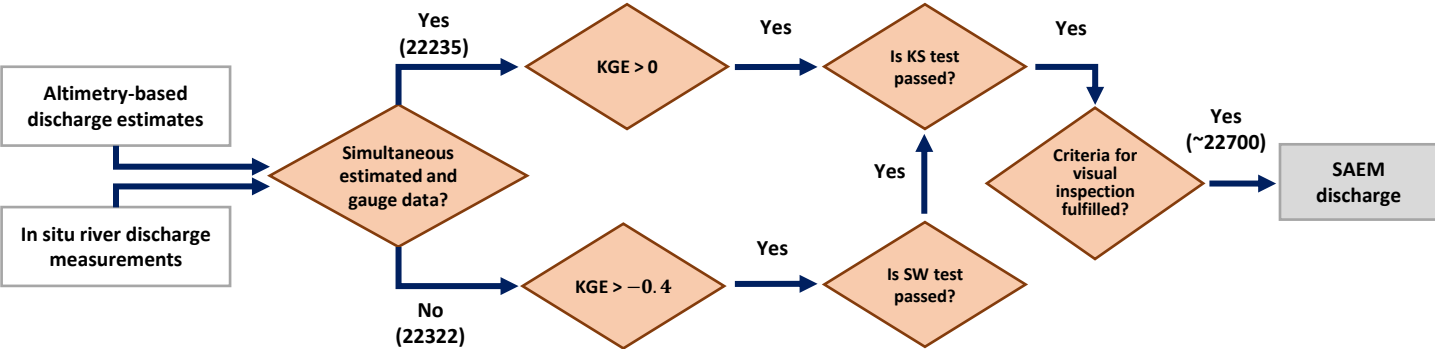 Altimetry-based
discharge estimates
In situ river discharge
measurements
Simultaneous
estimated and
gauge data?
Yes
(22235)
No
(22322)
KGE > 0
KGE > −0.4
Yes
Yes
Is KS test
passed?
Is SW test
passed?
Yes
Yes
Criteria for
visual
inspection
fulfilled?
Yes
(~22700)
SAEM
discharge